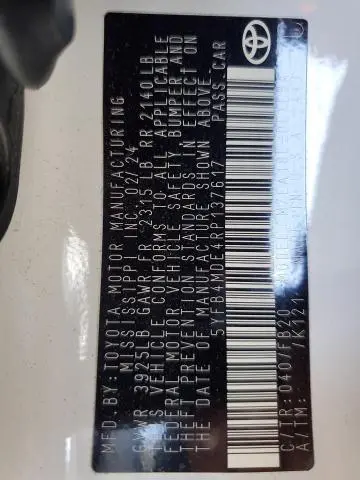 MFD.BY:TOYOTA MOTOR MANUFACTURING
MISSISSIPPI INC. 02/24
GVWR 3925LB GAWR FR 2315 LB RR 2140LB
THIS VEHICLE CONFORMS TO ALL APPLICABLE
FEDERAL MOTOR VEHICLE SAFETY, BUMPER AND
THEFT PREVENTION STANDARDS IN EFFECT ON
THE DATE OF MANUFACTURE SHOWN ABOVE.
5YFB4MDE4RP137617 PASS.CAR
C/TR:040/FB20
A/TM: /K121